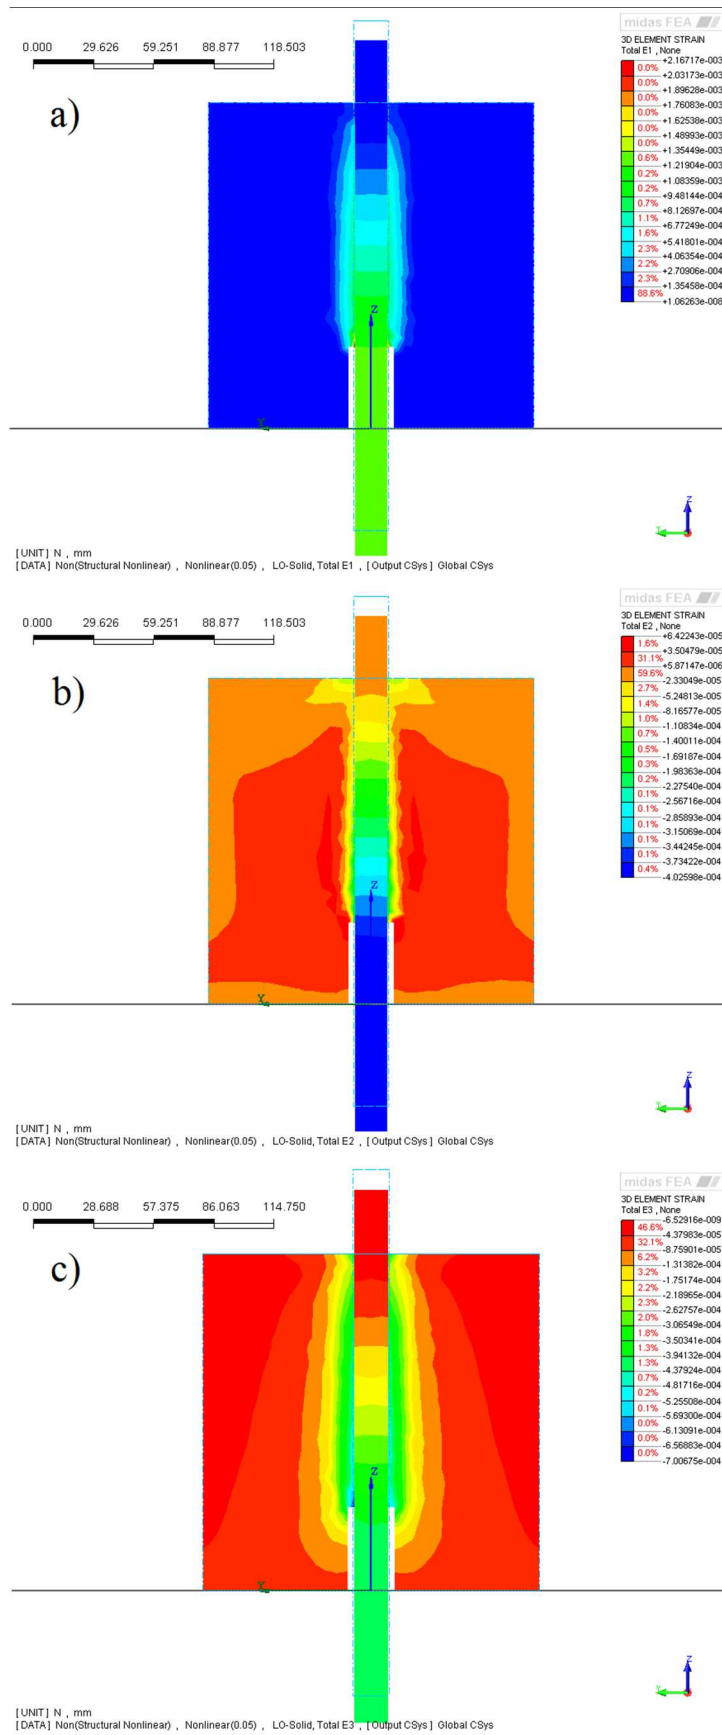 midas FEA
0.000 29.626 59.251 88.877 118.503
a)
3D ELEMENT STRAIN
Total E1 , None
+2.16717e-003
0.0%
+2.03173e-003
0.0%
+1.89628e-003
0.0%
+1.76083e-003
0.0%
+1.62538e-003
0.0%
+1.48993e-003
0.0%
+1.35449e-003
0.6%
+1.21904e-003
0.2%
+1.08359e-003
0.2%
+9.48144e-004
0.7%
+8.12697e-004
1.1%
+6.77249e-004
1.6%
+5.41801e-004
2.3%
+4.06354e-004
2.2%
+2.70906e-004
2.3%
+1.35458e-004
88.6%
+1.06263e-008
Z
Y
Z
Y
[UNIT] N , mm
[DATA] Non(Structural Nonlinear) , Nonlinear(0.05) , LO-Solid, Total E1 , [Output CSys] Global CSys
midas FEA
0.000 29.626 59.251 88.877 118.503
b)
3D ELEMENT STRAIN
Total E2 , None
+6.42243e-005
1.6%
+3.50479e-005
31.1%
+5.87147e-006
59.6%
-2.33049e-005
2.7%
-5.24813e-005
1.4%
-8.16577e-005
1.0%
-1.10834e-004
0.7%
-1.40011e-004
0.5%
-1.69187e-004
0.3%
-1.98363e-004
0.2%
-2.27540e-004
0.1%
-2.56716e-004
0.1%
-2.85893e-004
0.1%
-3.15069e-004
0.1%
-3.44245e-004
0.1%
-3.73422e-004
0.4%
-4.02598e-004
Z
Y
Z
Y
[UNIT] N , mm
[DATA] Non(Structural Nonlinear) , Nonlinear(0.05) , LO-Solid, Total E2 , [Output CSys] Global CSys
midas FEA
0.000 28.688 57.375 86.063 114.750
c)
3D ELEMENT STRAIN
Total E3 , None
-6.52916e-009
46.6%
-4.37983e-005
32.1%
-8.75901e-005
6.2%
-1.31382e-004
3.2%
-1.75174e-004
2.2%
-2.18965e-004
2.3%
-2.62757e-004
2.0%
-3.06549e-004
1.8%
-3.50341e-004
1.3%
-3.94132e-004
1.3%
-4.37924e-004
0.7%
-4.81716e-004
0.2%
-5.25508e-004
0.1%
-5.69300e-004
0.0%
-6.13091e-004
0.0%
-6.56883e-004
0.0%
-7.00675e-004
Z
Y
Z
Y
[UNIT] N , mm
[DATA] Non(Structural Nonlinear) , Nonlinear(0.05) , LO-Solid, Total E3 , [Output CSys] Global CSys